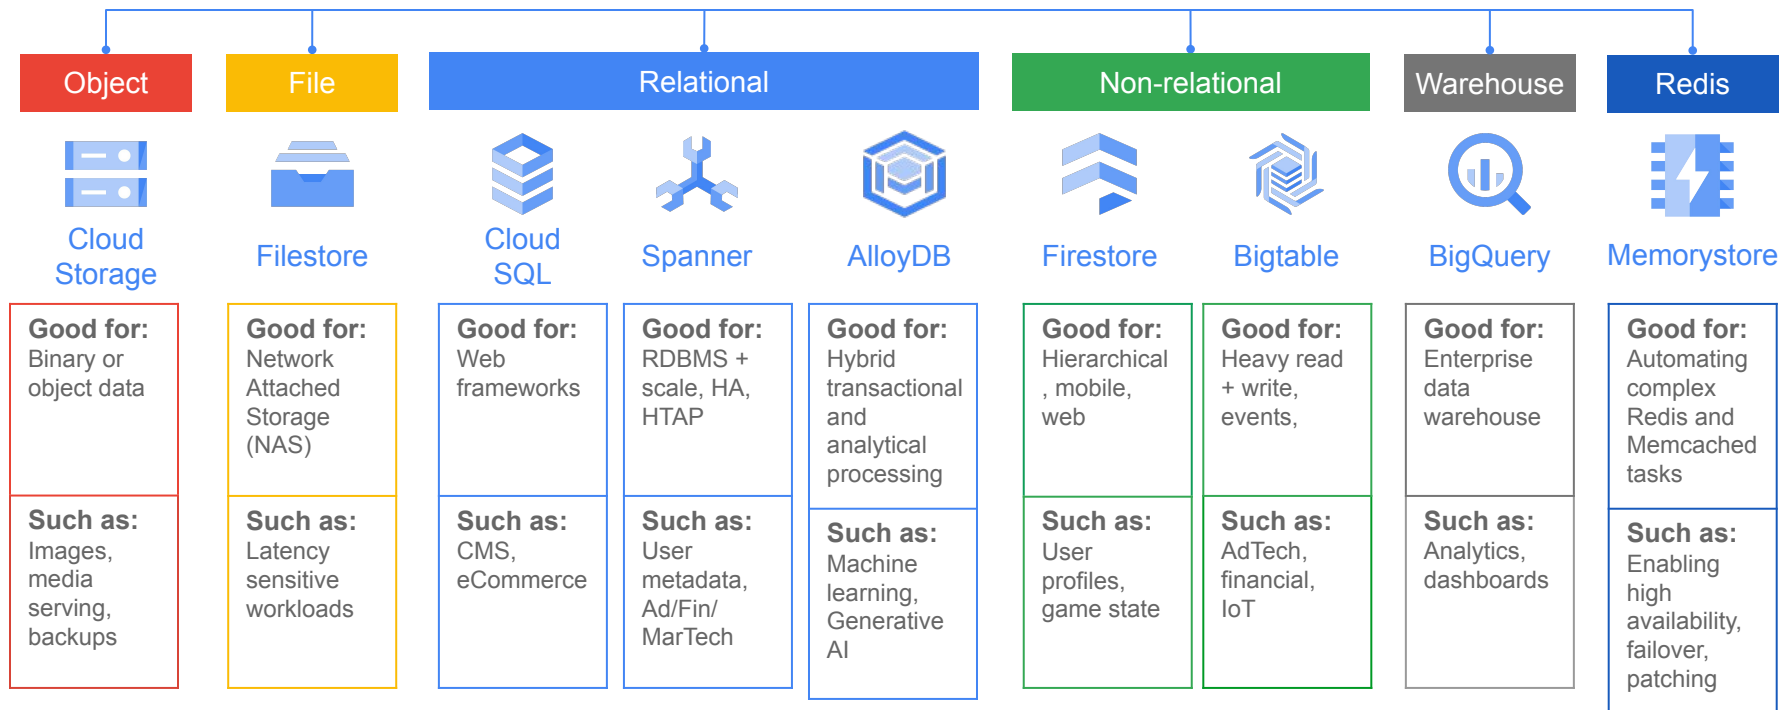 Object
File
Relational
Non-relational
Warehouse
Redis
Cloud
Storage
Filestore
Cloud
SQL
Spanner
AlloyDB
Firestore
Bigtable
BigQuery
Memorystore
Good for:
Binary or
object data
Such as:
Images,
media
serving,
backups
Good for:
Network
Attached
Storage
(NAS)
Such as:
Latency
sensitive
workloads
Good for:
Web
frameworks
Such as:
CMS,
eCommerce
Good for:
RDBMS +
scale, HA,
HTAP
Such as:
User
metadata,
Ad/Fin/
MarTech
Good for:
Hybrid
transactional
and
analytical
processing
Such as:
Machine
learning,
Generative
AI
Good for:
Hierarchical
, mobile,
web
Such as:
User
profiles,
game state
Good for:
Heavy read
+ write,
events,
Such as:
AdTech,
financial,
IoT
Good for:
Enterprise
data
warehouse
Such as:
Analytics,
dashboards
Good for:
Automating
complex
Redis and
Memcached
tasks
Such as:
Enabling
high
availability,
failover,
patching